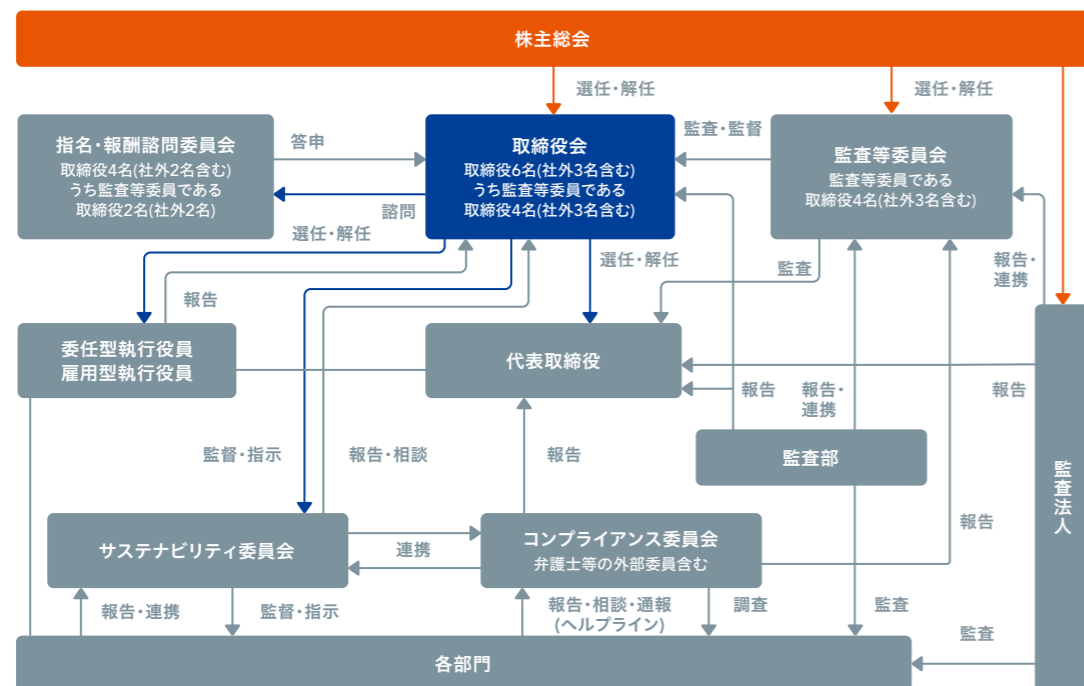 株主総会
選任・解任
選任・解任
指名・報酬諮問委員会
取締役4名(社外2名含む)
うち監査等委員である
取締役2名(社外2名)
答申
諮問
取締役会
取締役6名(社外3名含む)
うち監査等委員である
取締役4名(社外3名含む)
監査・監督
監査等委員会
監査等委員である
取締役4名(社外3名含む)
選任・解任
報告
選任・解任
監査
報告・
連携
委任型執行役員
雇用型執行役員
代表取締役
報告
報告・
連携
報告
監査部
監督・指示
報告・相談
報告
監査法人
報告
サステナビリティ委員会
連携
コンプライアンス委員会
弁護士等の外部委員含む
報告・連携
監督・指示
報告・相談・通報
(ヘルプライン)
調査
監査
監査
各部門